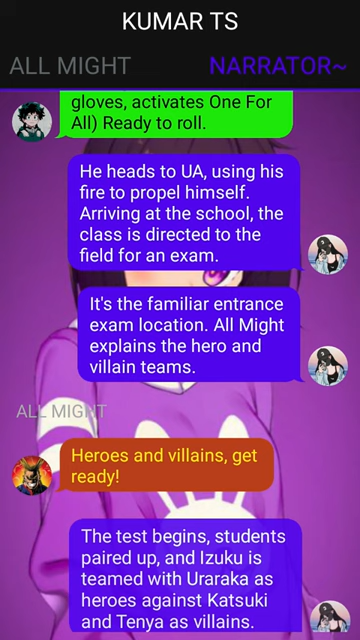 KUMAR TS
ALL MIGHT
NARRATOR~
gloves, activates One For
All) Ready to roll.
He heads to UA, using his
fire to propel himself.
Arriving at the school, the
class is directed to the
field for an exam.
It's the familiar entrance
exam location. All Might
explains the hero and
villain teams.
ALL MIGHT
Heroes and villains, get
ready!
The test begins, students
paired up, and Izuku is
teamed with Uraraka as
heroes against Katsuki
and Tenya as villains.